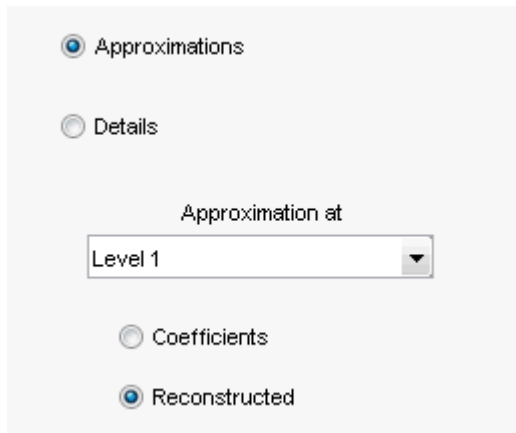 Approximations
Details
Approximation at
Level 1
Coefficients
Reconstructed